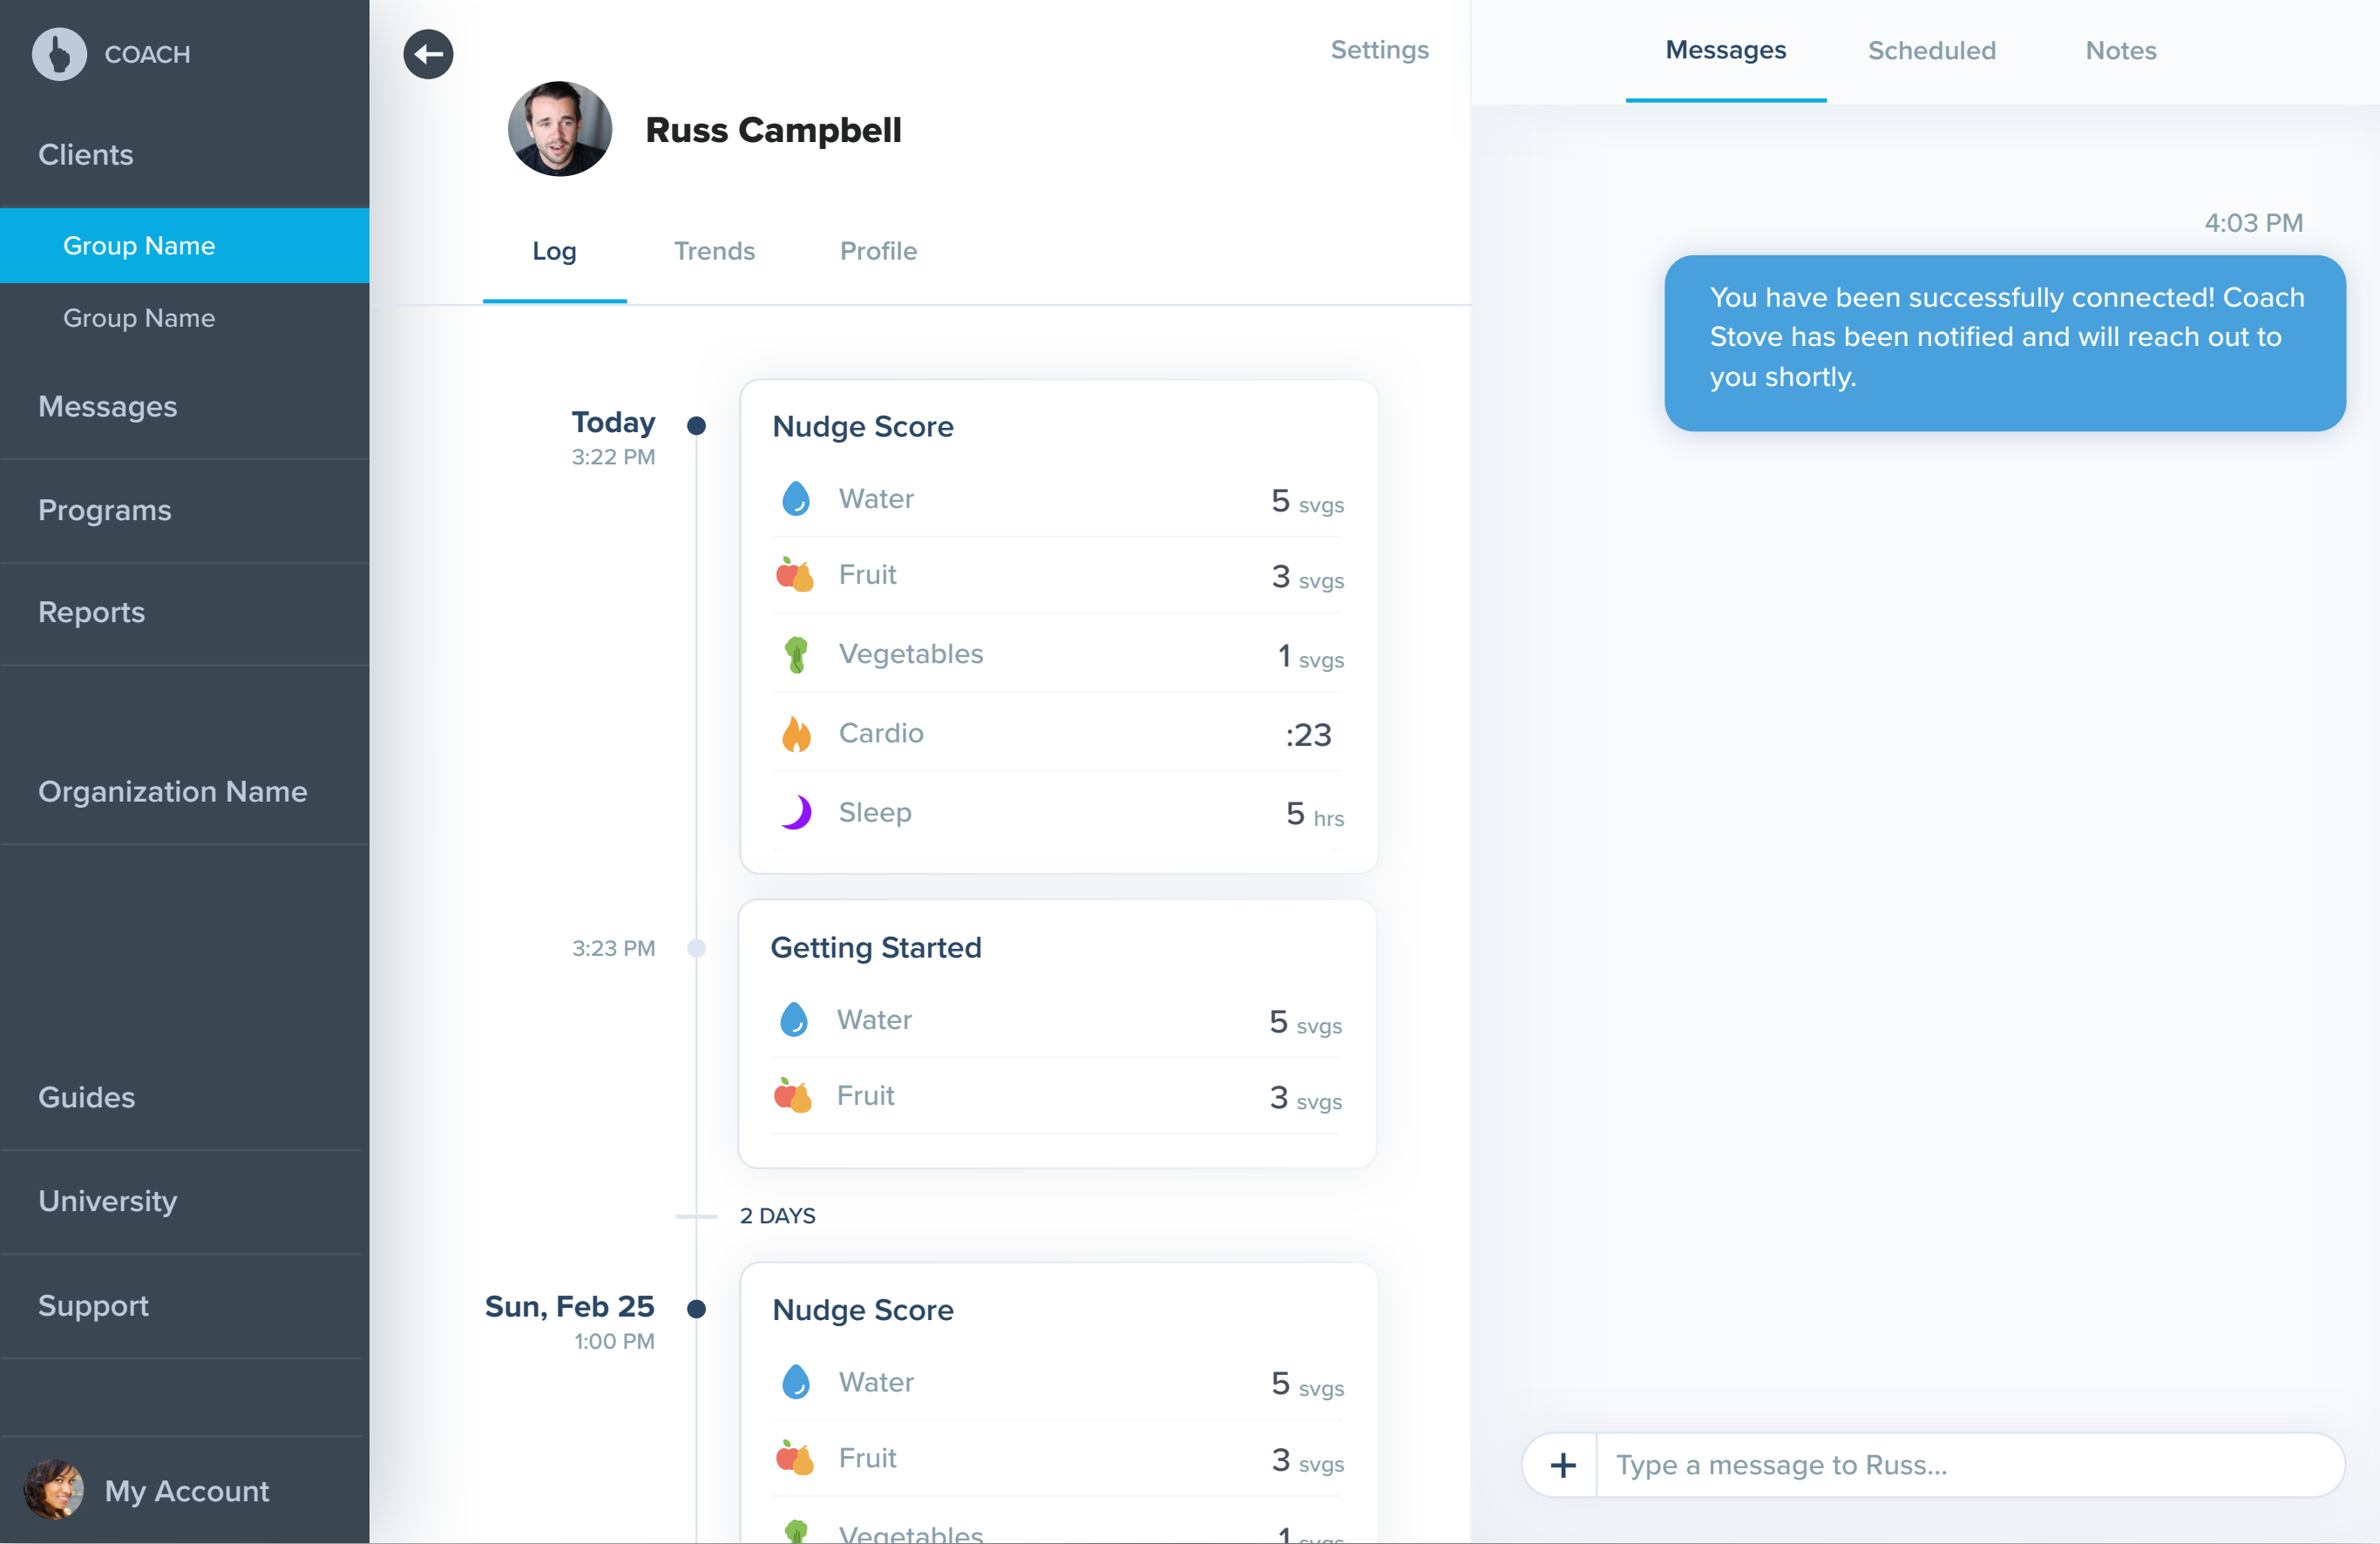 COACH
Clients
Group Name
Group Name
Messages
Programs
Reports
Organization Name
Guides
University
Support
My Account
Settings
Russ Campbell
Log
Trends
Profile
Today
3:22 PM
Nudge Score
Water
5 svgs
Fruit
3 svgs
Vegetables
1 svgs
Cardio
:23
Sleep
5 hrs
3:23 PM
Getting Started
Water
5 svgs
Fruit
3 svgs
2 DAYS
Sun, Feb 25
1:00 PM
Nudge Score
Water
5 svgs
Fruit
3 svgs
Vegetables
1 svgs
Messages
Scheduled
Notes
4:03 PM
You have been successfully connected! Coach
Stove has been notified and will reach out to
you shortly.
Type a message to Russ...